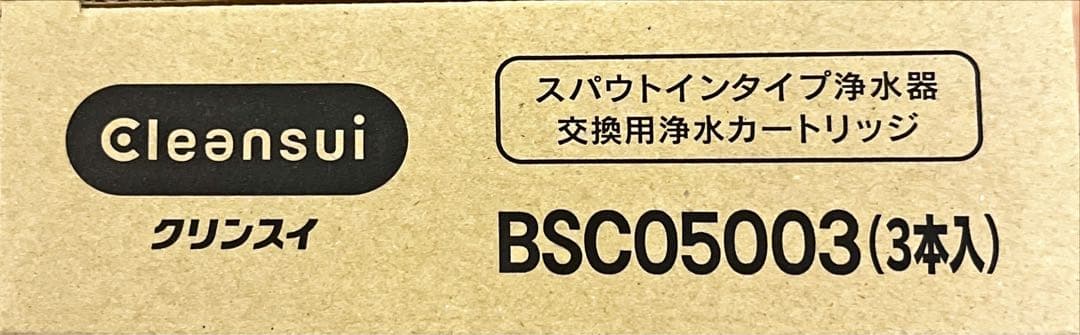 Cleansui
クリンスイ
スパウトインタイプ浄水器
交換用浄水カートリッジ
BSC05003(3本入)